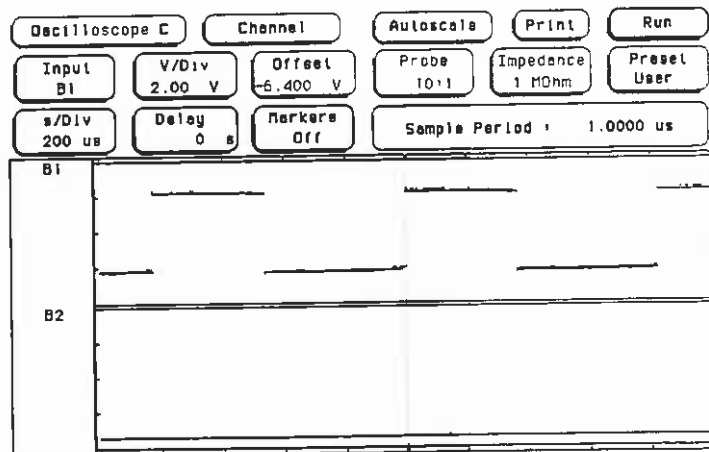 Oscilloscope C Channel Autoscale Print Run
Input V/Div Offset Probe Impedance Preset
B1 2.00 V -6.400 V 10:1 1 MOhm User
s/Div Delay Markers Sample Period : 1.0000 us
200 us 0 s Off
B1
B2